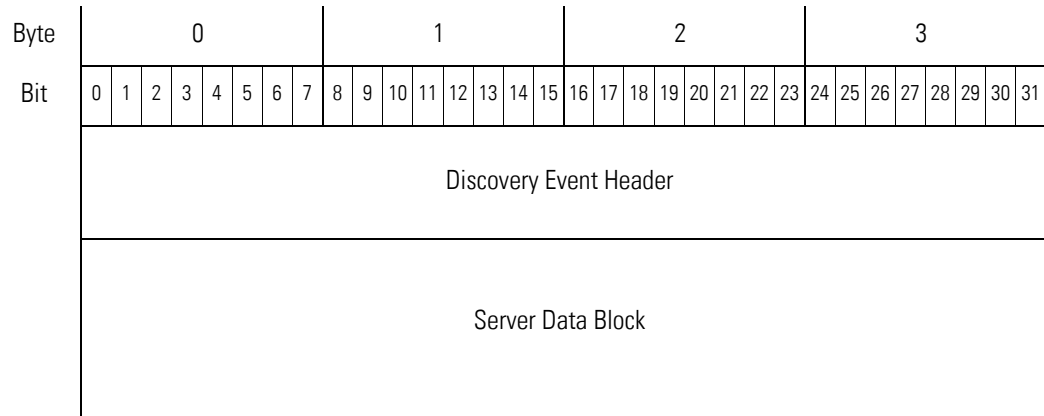 Byte 0 1 2 3
Bit 0 1 2 3 4 5 6 7 8 9 10 11 12 13 14 15 16 17 18 19 20 21 22 23 24 25 26 27 28 29 30 31
Discovery Event Header
Server Data Block